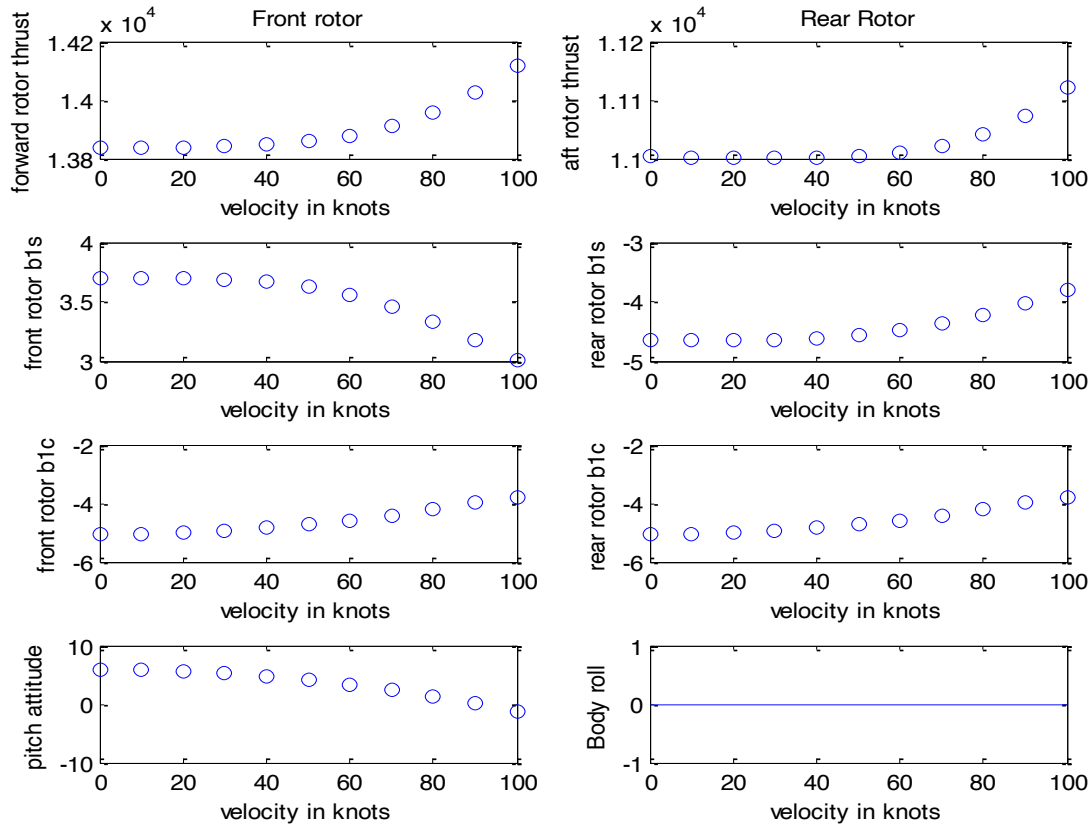 Front rotor
x 10^4
forward rotor thrust
1.42
1.4
1.38
0 20 40 60 80 100
velocity in knots
Rear Rotor
x 10^4
aft rotor thrust
1.12
1.11
1.1
0 20 40 60 80 100
velocity in knots
front rotor b1s
4
3.5
3
0 20 40 60 80 100
velocity in knots
rear rotor b1s
-3
-4
-5
0 20 40 60 80 100
velocity in knots
front rotor b1c
-2
-4
-6
0 20 40 60 80 100
velocity in knots
rear rotor b1c
-2
-4
-6
0 20 40 60 80 100
velocity in knots
pitch attitude
10
0
-10
0 20 40 60 80 100
velocity in knots
Body roll
1
0
-1
0 20 40 60 80 100
velocity in knots